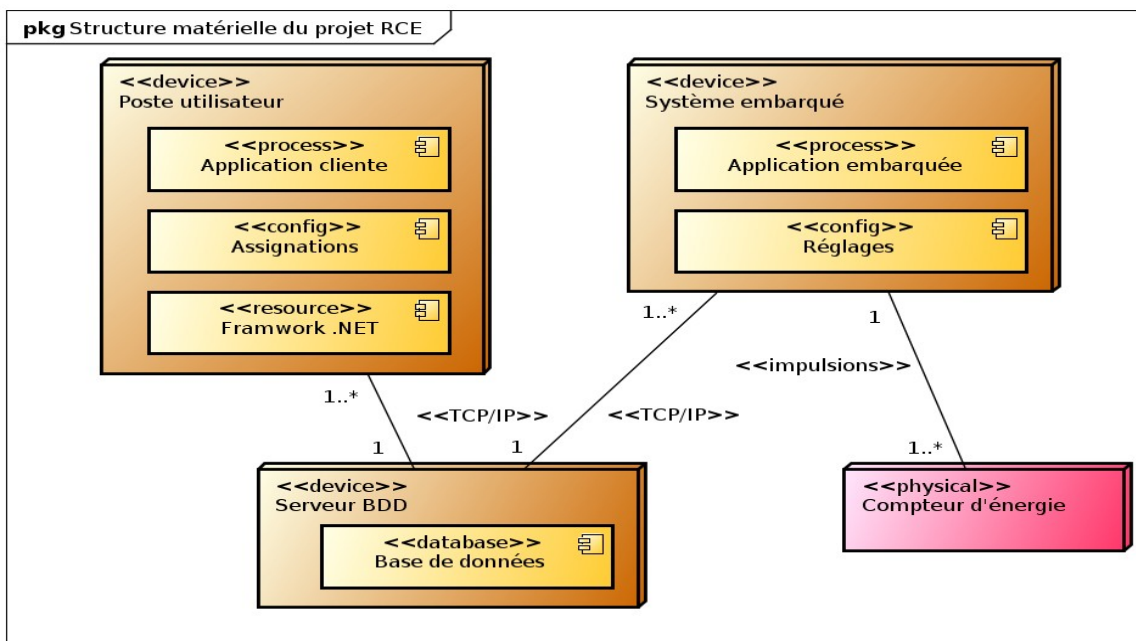 pkg Structure matérielle du projet RCE
<<device>>
Poste utilisateur
<<process>>
Application cliente
<<config>>
Assignations
<<resource>>
Framwork .NET
<<device>>
Système embarqué
<<process>>
Application embarquée
<<config>>
Réglages
1..*
1
<<impulsions>>
1..*
<<TCP/IP>>
<<TCP/IP>>
1
1
1..*
<<device>>
Serveur BDD
<<database>>
Base de données
<<physical>>
Compteur d'énergie